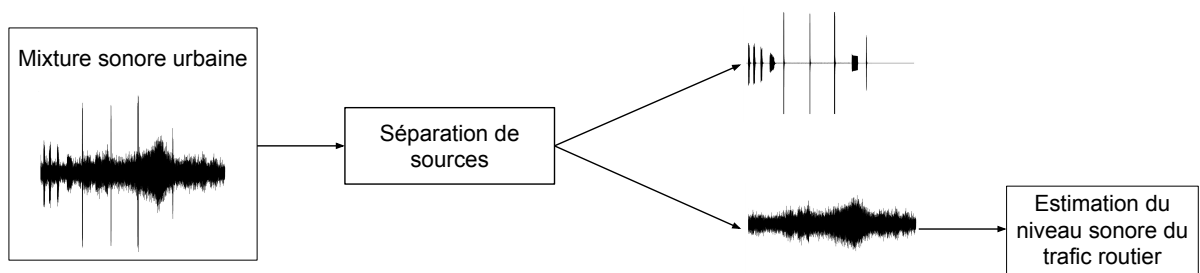 Mixture sonore urbaine
Séparation de
sources
Estimation du
niveau sonore du
trafic routier